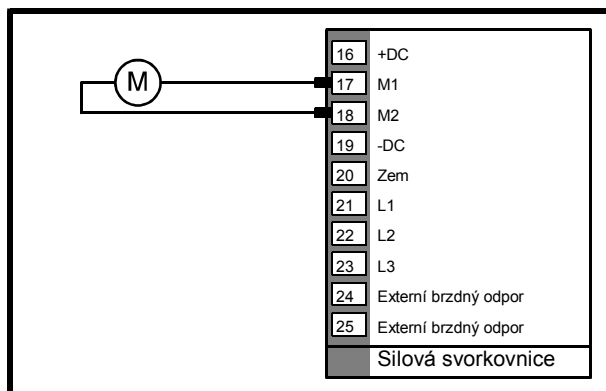 16 +DC
M 17 M1
18 M2
19 -DC
20 Zem
21 L1
22 L2
23 L3
24 Externí brzdný odpor
25 Externí brzdný odpor
Silová svorkovnice